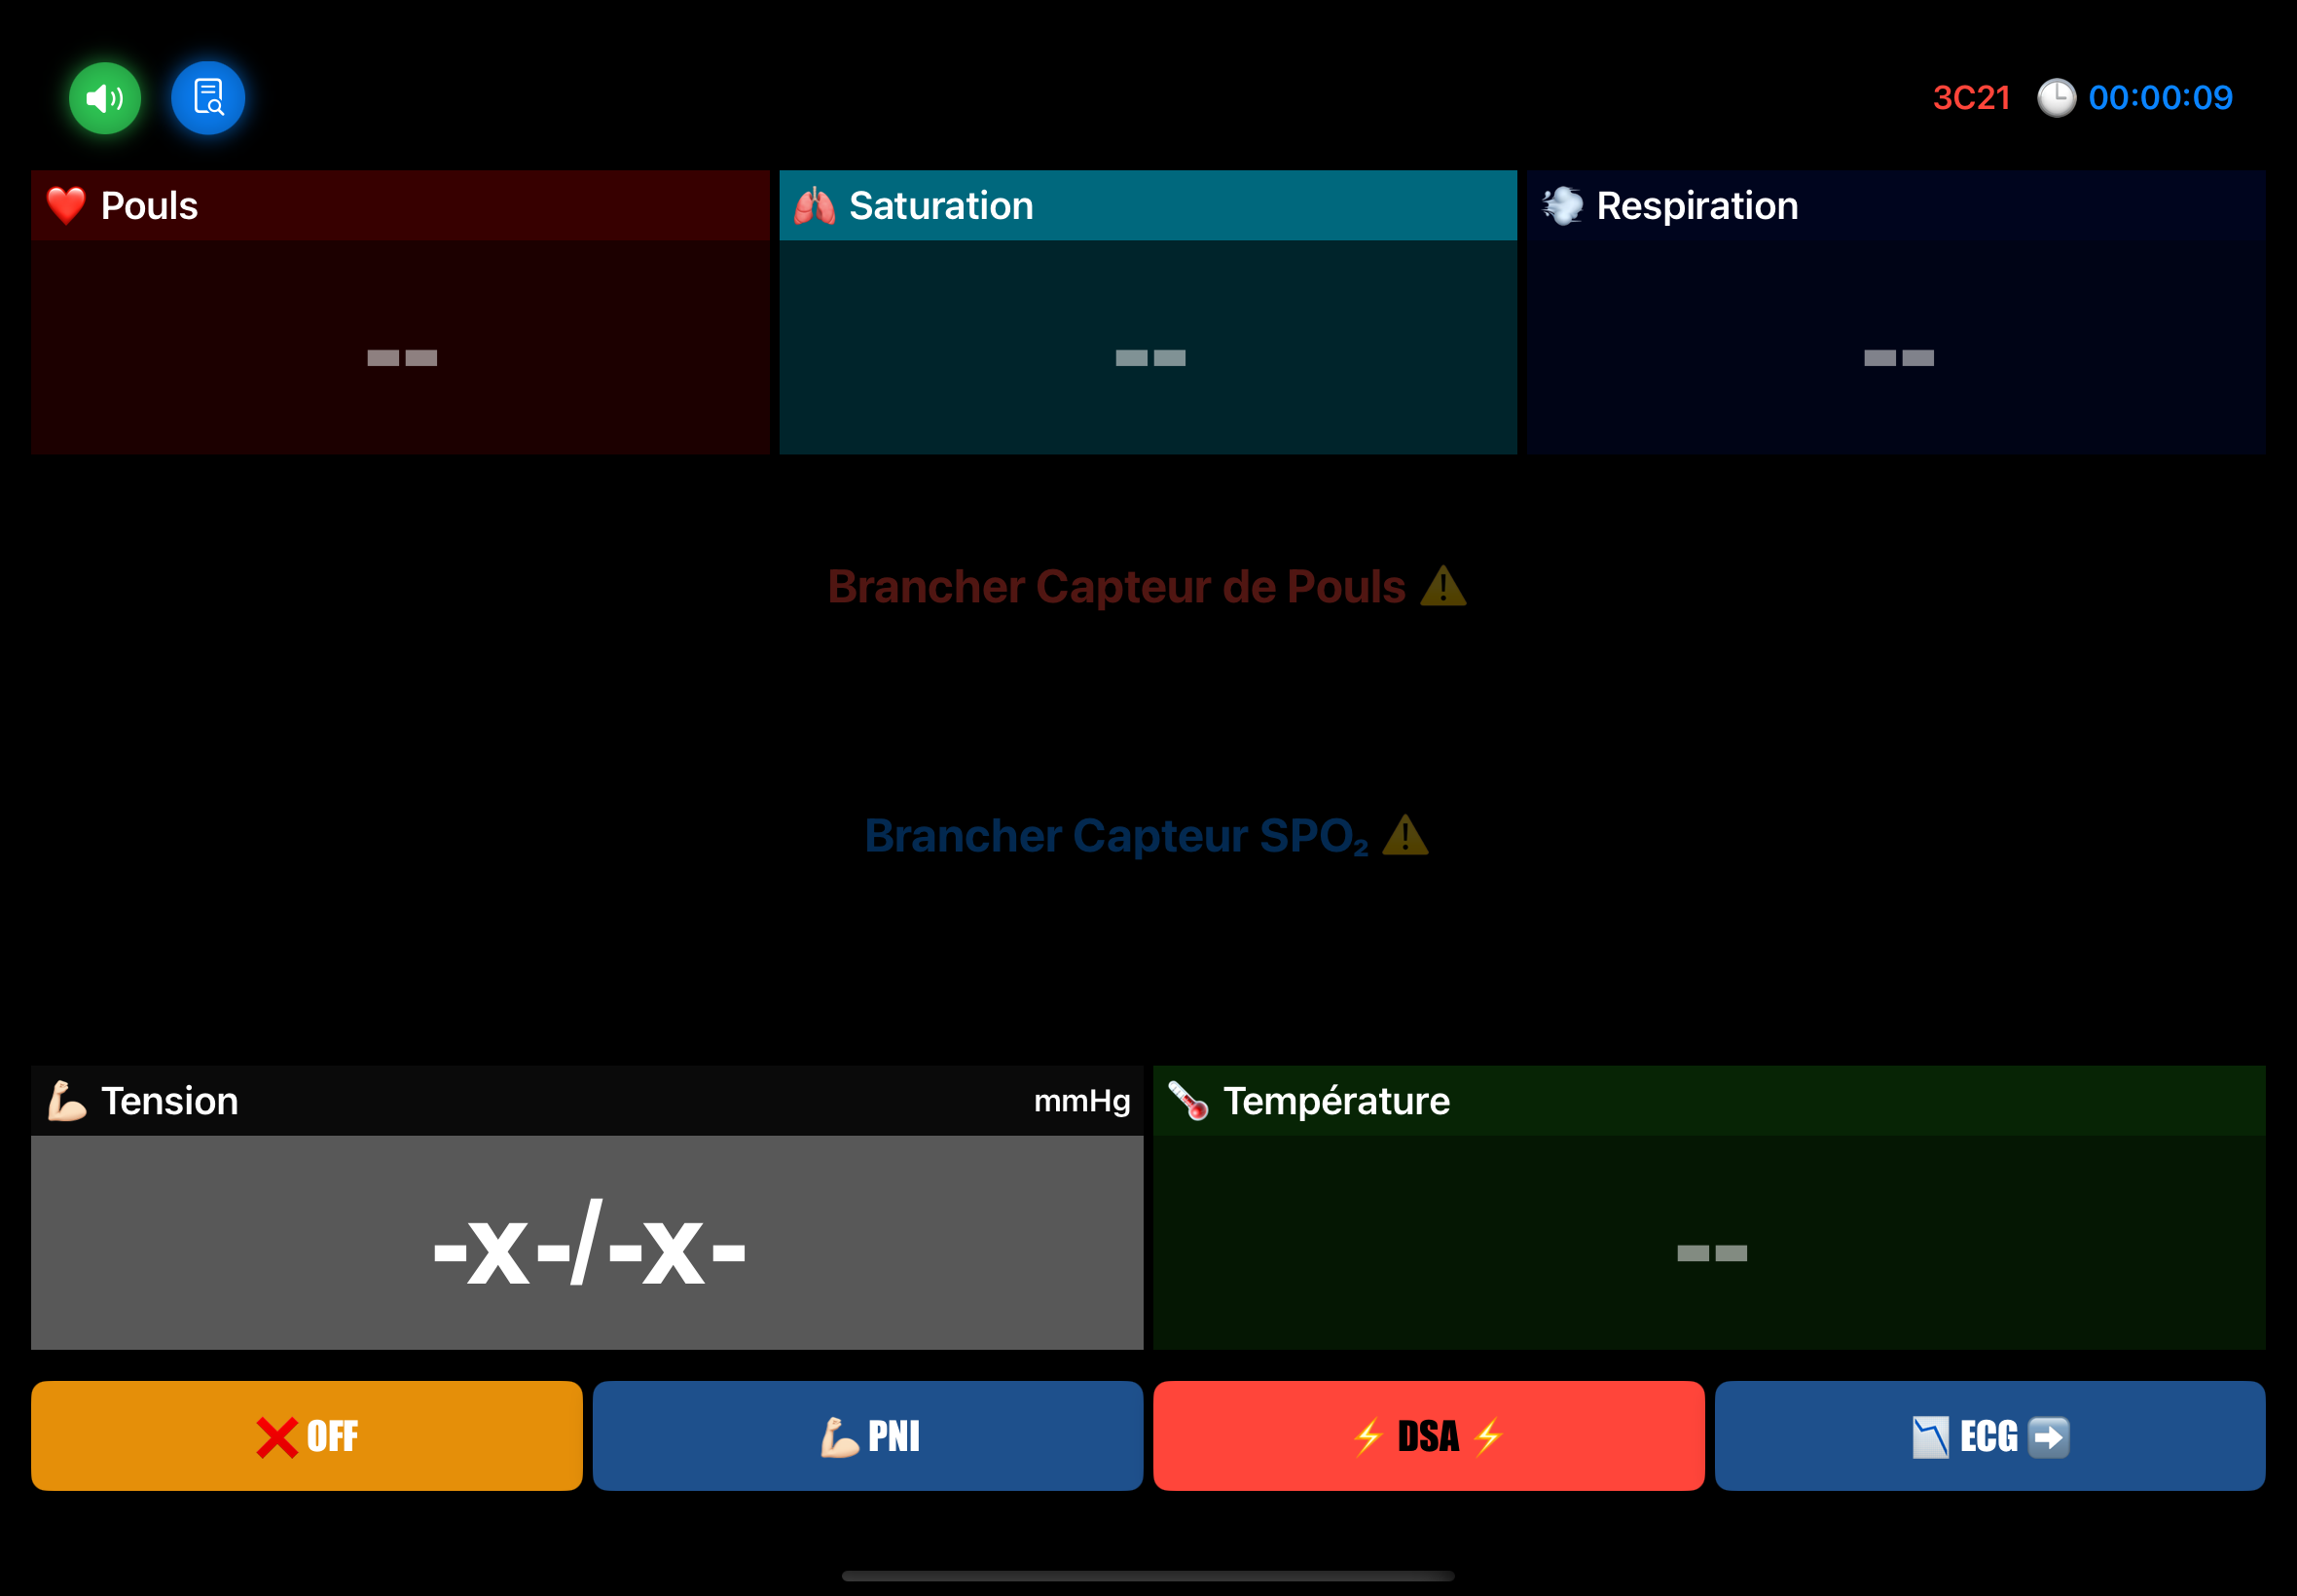 3C21 00:00:09
Pouls
Saturation
Respiration
--
--
--
Brancher Capteur de Pouls
Brancher Capteur SPO₂
Tension mmHg
Température
-x-/-x-
--
OFF
PNI
DSA
ECG